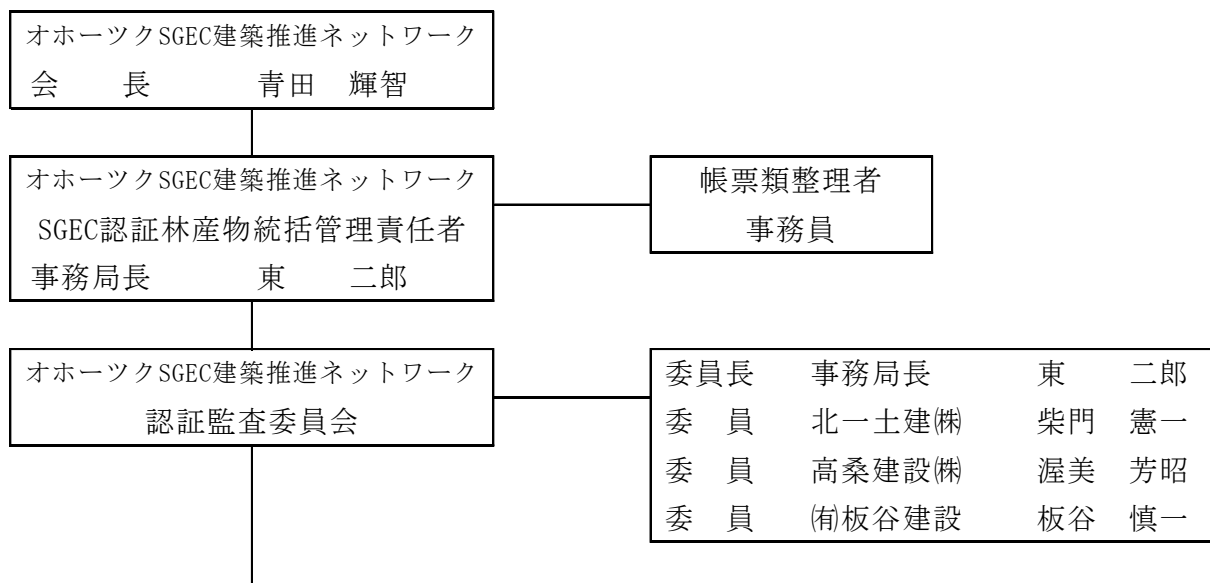 オホーツクSGEC建築推進ネットワーク
会　　長　　　　青田　輝智
オホーツクSGEC建築推進ネットワーク
SGEC認証林産物統括管理責任者
事務局長　　　　東　　二郎
帳票類整理者
事務員
オホーツクSGEC建築推進ネットワーク
認証監査委員会
委員長　事務局長　　　東　　二郎
委　員　北一土建㈱　　柴門　憲一
委　員　高桑建設㈱　　渥美　芳昭
委　員　㈲板谷建設　　板谷　慎一